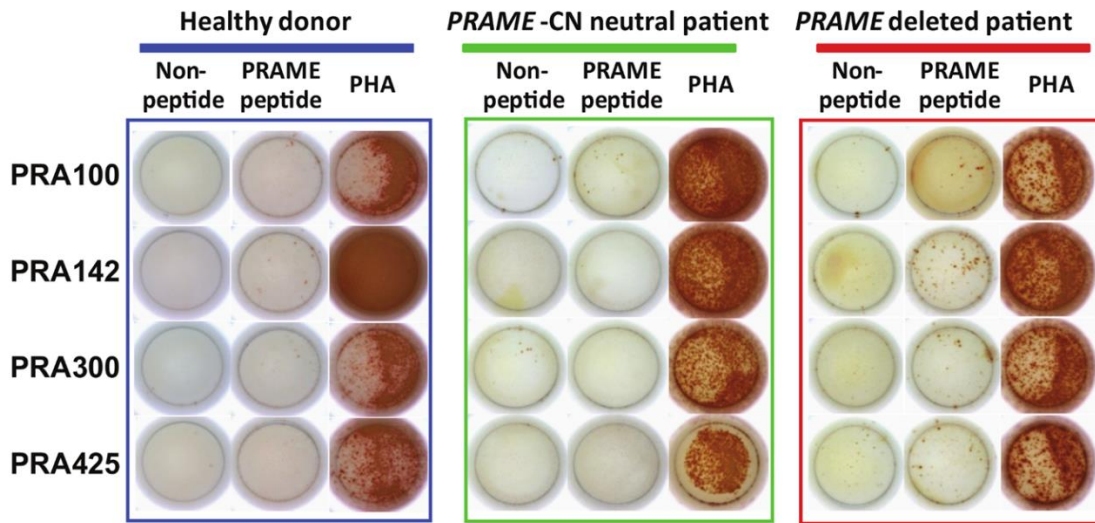 Healthy donor
PRAME -CN neutral patient
PRAME deleted patient
Non-
peptide
PRAME
peptide
PHA
Non-
peptide
PRAME
peptide
PHA
Non-
peptide
PRAME
peptide
PHA
PRA100
PRA142
PRA300
PRA425